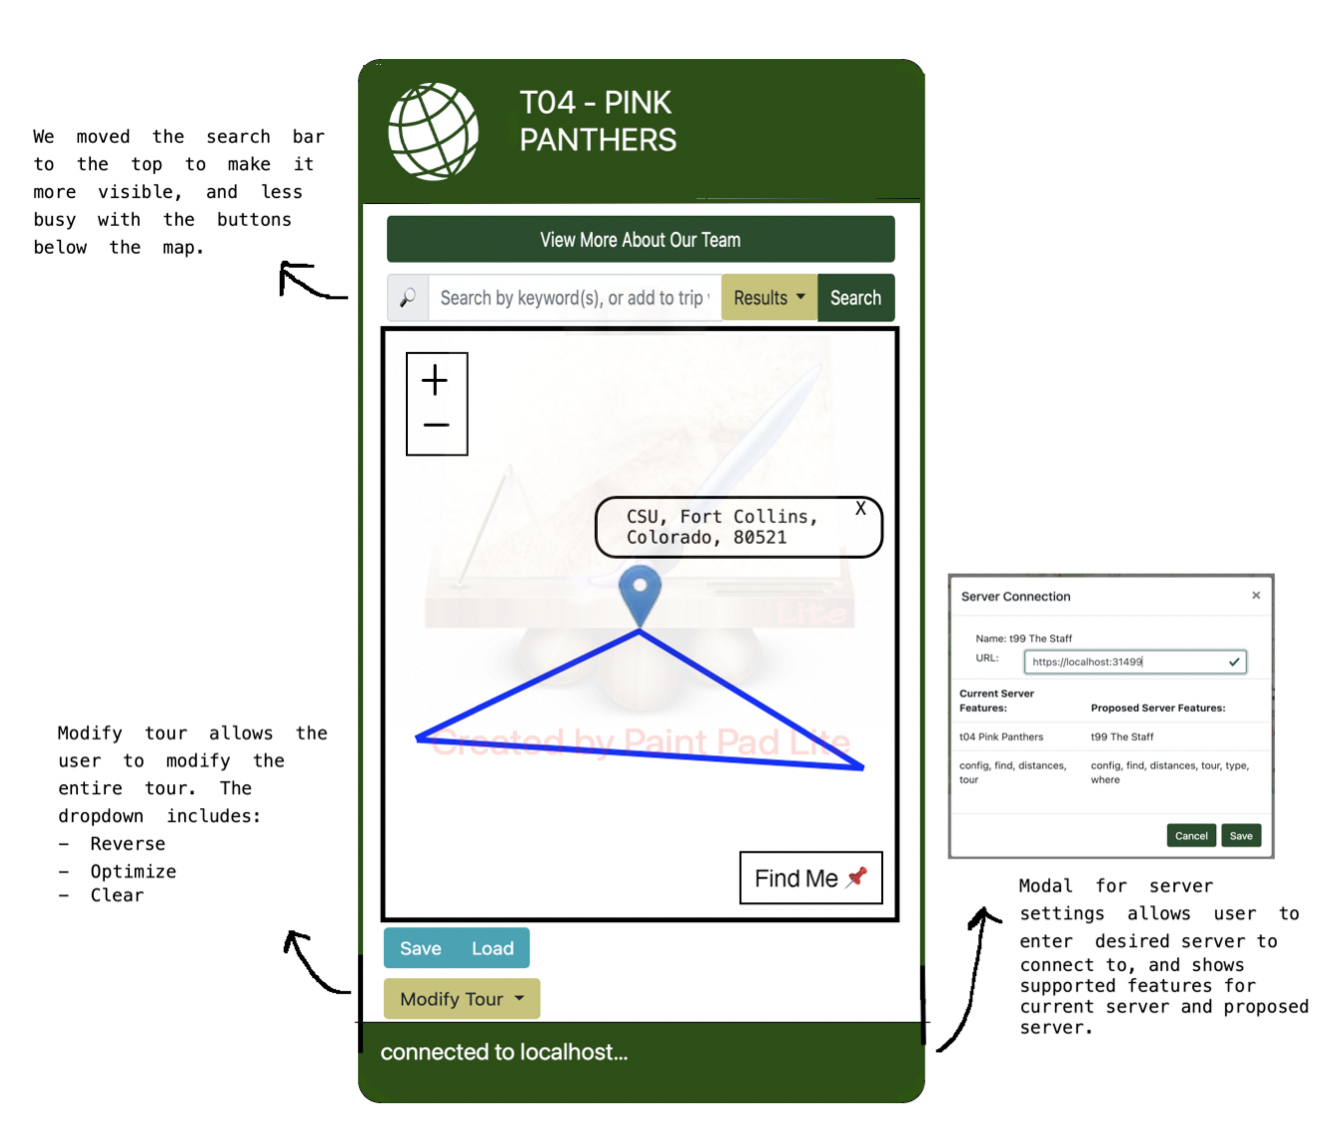 We moved the search bar
to the top to make it
more visible, and less
busy with the buttons
below the map.
T04 - PINK
PANTHERS
View More About Our Team
Search by keyword(s), or add to trip
Results
Search
+
−
CSU, Fort Collins,
Colorado, 80521
X
Lite
Created by Paint Pad Lite
Find Me
Save Load
Modify Tour
connected to localhost...
Modify tour allows the
user to modify the
entire tour. The
dropdown includes:
– Reverse
– Optimize
– Clear
Server Connection ×
Name: t99 The Staff
URL: https://localhost:31499
Current Server
Features: Proposed Server Features:
t04 Pink Panthers t99 The Staff
config, find, distances, config, find, distances, tour, type,
tour where
Cancel Save
Modal for server
settings allows user to
enter desired server to
connect to, and shows
supported features for
current server and proposed
server.